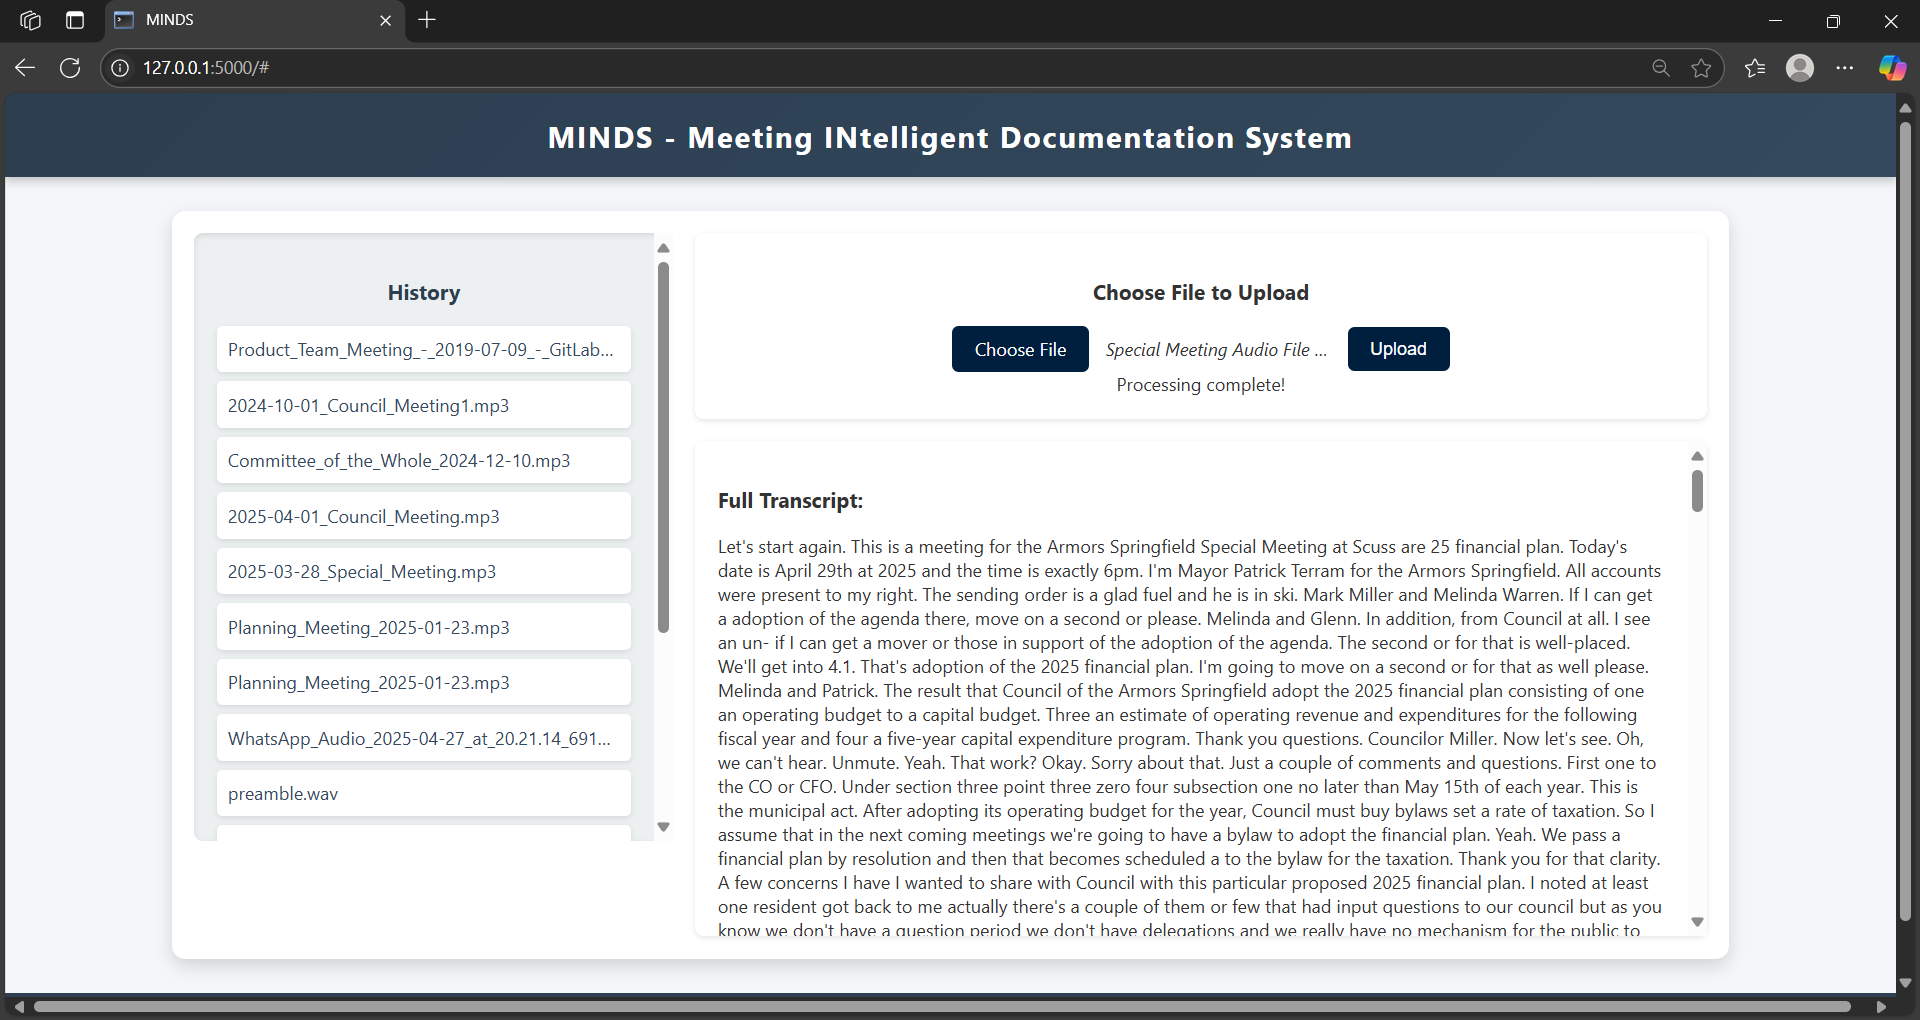 MINDS
127.0.0.1:5000/#
MINDS - Meeting INtelligent Documentation System
History
Product_Team_Meeting_-_2019-07-09_-_GitLab...
2024-10-01_Council_Meeting1.mp3
Committee_of_the_Whole_2024-12-10.mp3
2025-04-01_Council_Meeting.mp3
2025-03-28_Special_Meeting.mp3
Planning_Meeting_2025-01-23.mp3
Planning_Meeting_2025-01-23.mp3
WhatsApp_Audio_2025-04-27_at_20.21.14_691...
preamble.wav
Choose File to Upload
Choose File Special Meeting Audio File ... Upload
Processing complete!
Full Transcript:
Let's start again. This is a meeting for the Armors Springfield Special Meeting at Scuss are 25 financial plan. Today's
date is April 29th at 2025 and the time is exactly 6pm. I'm Mayor Patrick Terram for the Armors Springfield. All accounts
were present to my right. The sending order is a glad fuel and he is in ski. Mark Miller and Melinda Warren. If I can get
a adoption of the agenda there, move on a second or please. Melinda and Glenn. In addition, from Council at all. I see
an un- if I can get a mover or those in support of the adoption of the agenda. The second or for that is well-placed.
We'll get into 4.1. That's adoption of the 2025 financial plan. I'm going to move on a second or for that as well please.
Melinda and Patrick. The result that Council of the Armors Springfield adopt the 2025 financial plan consisting of one
an operating budget to a capital budget. Three an estimate of operating revenue and expenditures for the following
fiscal year and four a five-year capital expenditure program. Thank you questions. Councilor Miller. Now let's see. Oh,
we can't hear. Unmute. Yeah. That work? Okay. Sorry about that. Just a couple of comments and questions. First one to
the CO or CFO. Under section three point three zero four subsection one no later than May 15th of each year. This is
the municipal act. After adopting its operating budget for the year, Council must buy bylaws set a rate of taxation. So I
assume that in the next coming meetings we're going to have a bylaw to adopt the financial plan. Yeah. We pass a
financial plan by resolution and then that becomes scheduled a to the bylaw for the taxation. Thank you for that clarity.
A few concerns I have I wanted to share with Council with this particular proposed 2025 financial plan. I noted at least
one resident got back to me actually there's a couple of them or few that had input questions to our council but as you
know we don't have a question period we don't have delegations and we really have no mechanism for the public to